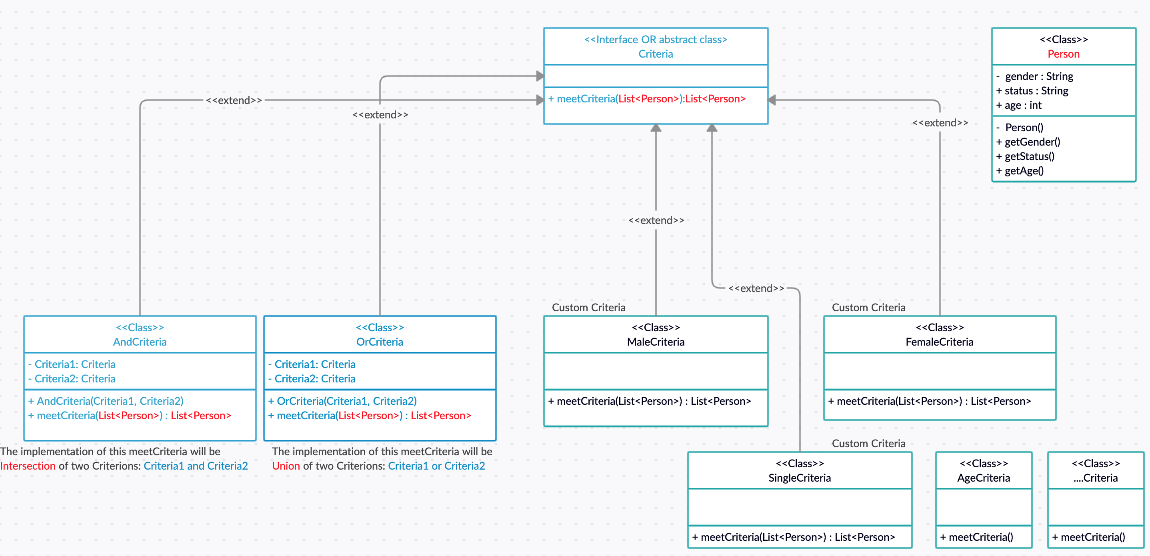 <<Interface OR abstract class>
Criteria
+ meetCriteria(List<Person>):List<Person>
<<Class>>
Person
- gender : String
+ status : String
+ age : int
- Person()
+ getGender()
+ getStatus()
+ getAge()
<<extend>>
<<extend>>
<<extend>>
<<extend>>
<<extend>>
<<Class>>
AndCriteria
- Criteria1: Criteria
- Criteria2: Criteria
+ AndCriteria(Criteria1, Criteria2)
+ meetCriteria(List<Person>) : List<Person>
The implementation of this meetCriteria will be
Intersection of two Criterions: Criteria1 and Criteria2
<<Class>>
OrCriteria
- Criteria1: Criteria
- Criteria2: Criteria
+ OrCriteria(Criteria1, Criteria2)
+ meetCriteria(List<Person>) : List<Person>
The implementation of this meetCriteria will be
Union of two Criterions: Criteria1 or Criteria2
Custom Criteria
<<Class>>
MaleCriteria
+ meetCriteria(List<Person>) : List<Person>
Custom Criteria
<<Class>>
FemaleCriteria
+ meetCriteria(List<Person>) : List<Person>
Custom Criteria
<<Class>>
SingleCriteria
+ meetCriteria(List<Person>) : List<Person>
<<Class>>
AgeCriteria
+ meetCriteria()
<<Class>>
....Criteria
+ meetCriteria()